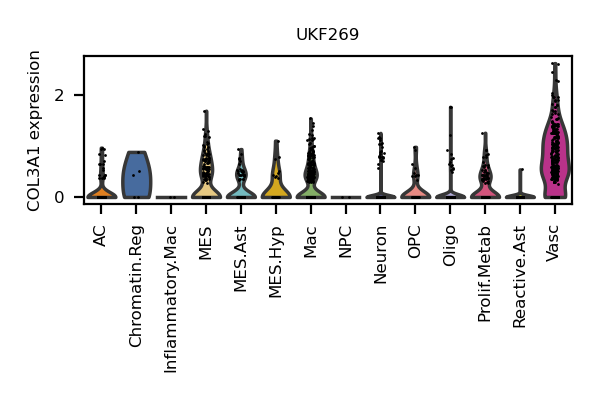 UKF269
COL3A1 expression
2
0
AC
Chromatin.Reg
Inflammatory.Mac
MES
MES.Ast
MES.Hyp
Mac
NPC
Neuron
OPC
Oligo
Prolif.Metab
Reactive.Ast
Vasc